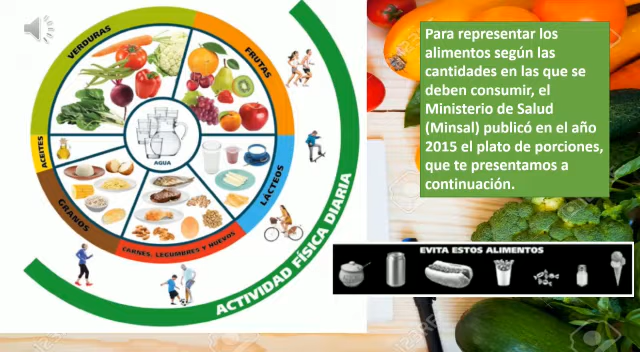 VERDURAS
FRUTAS
ACEITES
AGUA
LÁCTEOS
GRANOS
CARNES, LEGUMBRES Y HUEVOS
ACTIVIDAD FÍSICA DIARIA
Para representar los
alimentos según las
cantidades en las que se
deben consumir, el
Ministerio de Salud
(Minsal) publicó en el año
2015 el plato de porciones,
que te presentamos a
continuación.
EVITA ESTOS ALIMENTOS